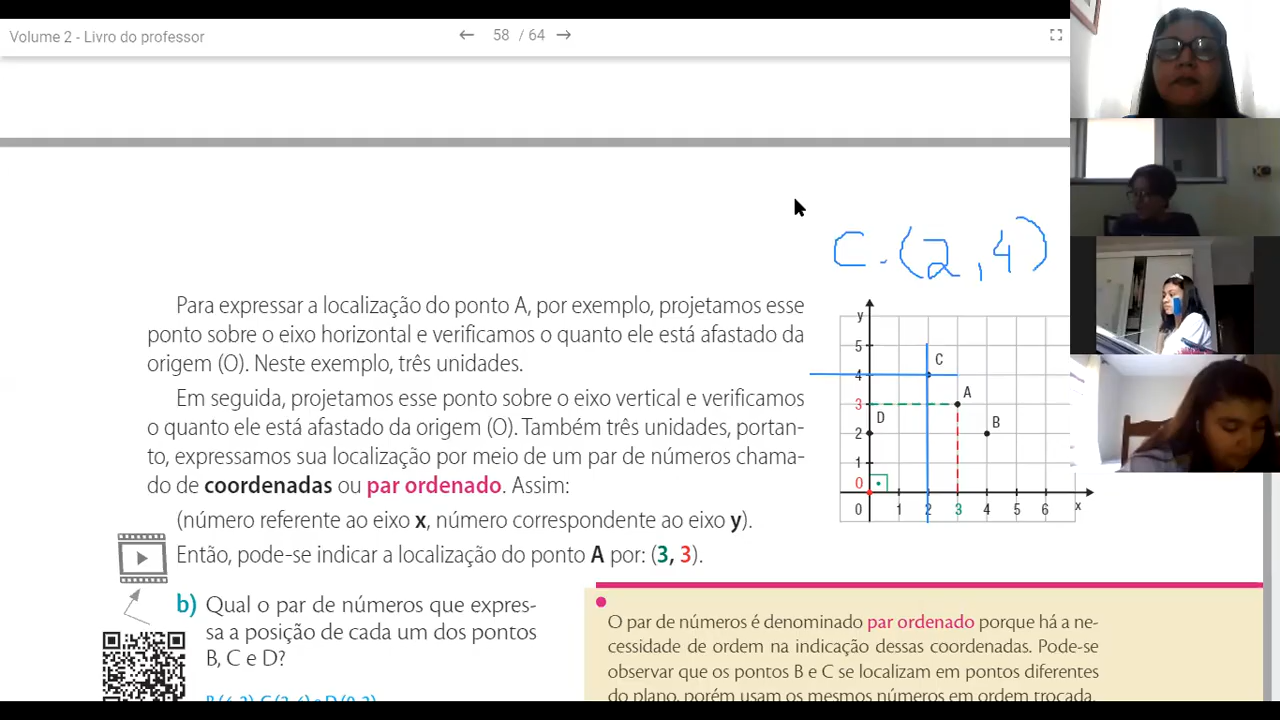 Volume 2 - Livro do professor
58 / 64
C. (2, 4)
Para expressar a localização do ponto A, por exemplo, projetamos esse
ponto sobre o eixo horizontal e verificamos o quanto ele está afastado da
origem (O). Neste exemplo, três unidades.
Em seguida, projetamos esse ponto sobre o eixo vertical e verificamos
o quanto ele está afastado da origem (O). Também três unidades, portan-
to, expressamos sua localização por meio de um par de números chama-
do de coordenadas ou par ordenado. Assim:
(número referente ao eixo x, número correspondente ao eixo y).
Então, pode-se indicar a localização do ponto A por: (3, 3).
y
5
C
4
A
3
D
B
2
1
0
0 1 2 3 4 5 6 x
b) Qual o par de números que expres-
sa a posição de cada um dos pontos
B, C e D?
O par de números é denominado par ordenado porque há a ne-
cessidade de ordem na indicação dessas coordenadas. Pode-se
observar que os pontos B e C se localizam em pontos diferentes
do plano, porém usam os mesmos números em ordem trocada.